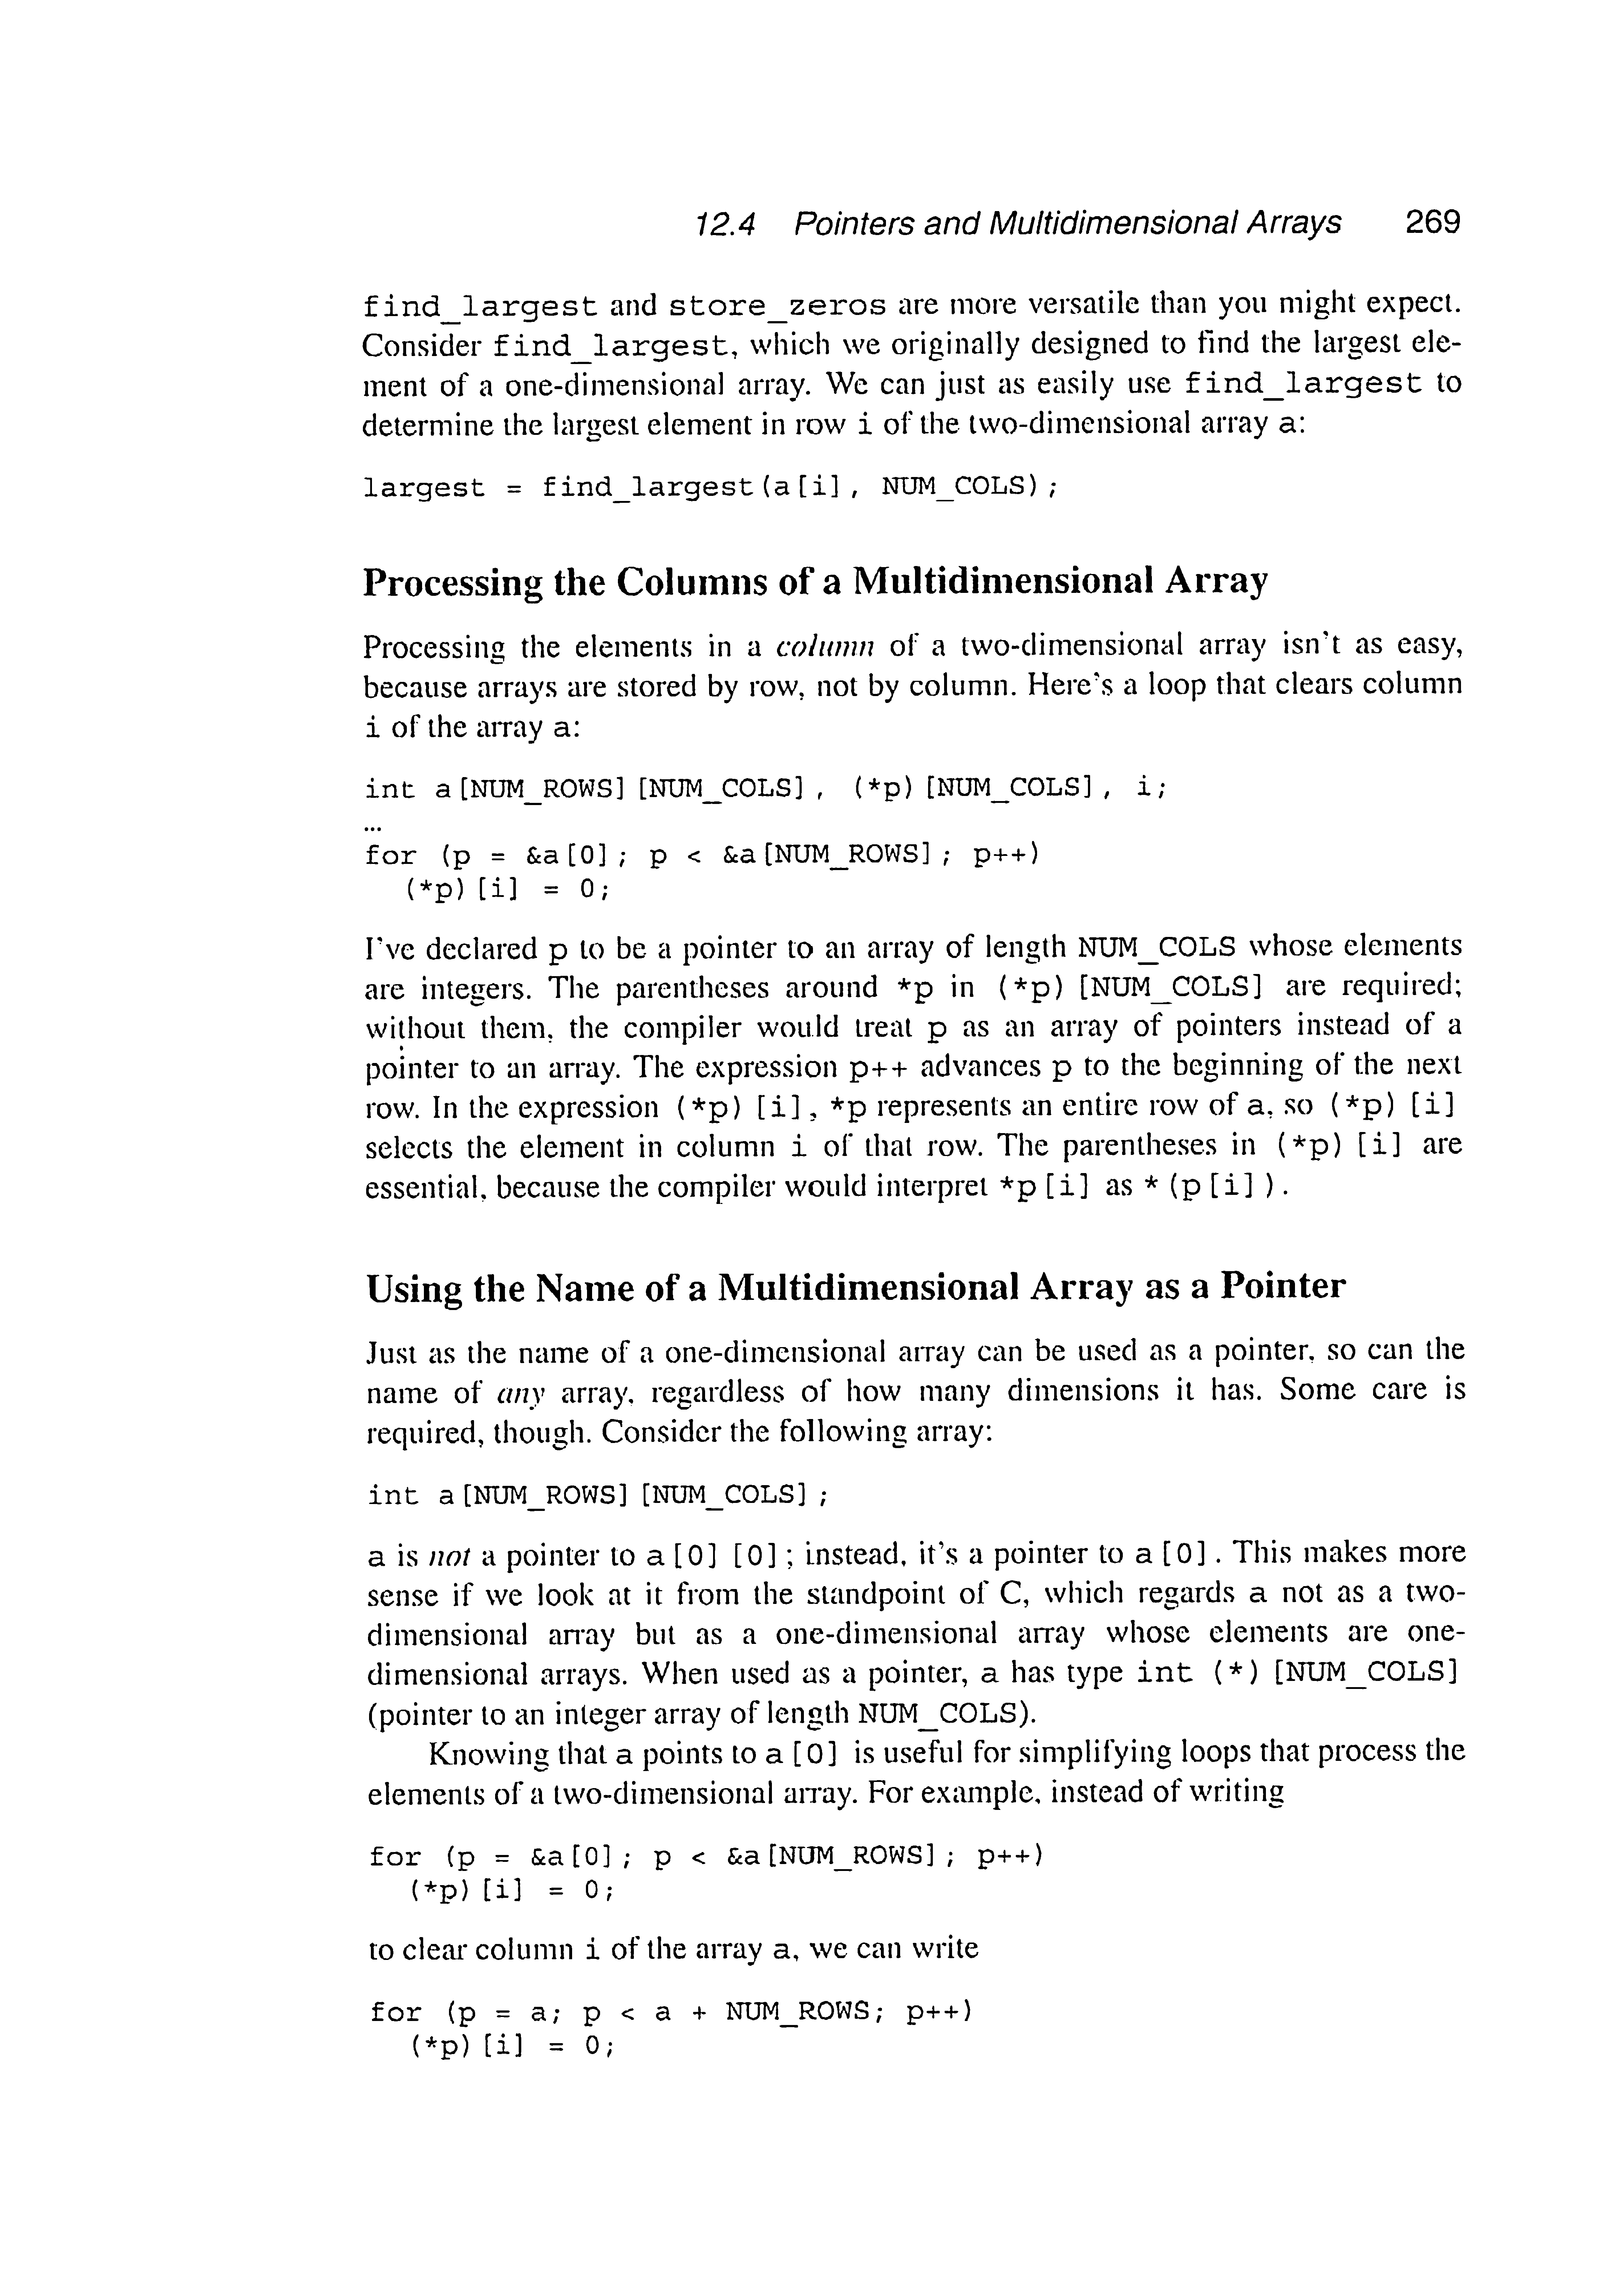 12.4 Pointers and Multidimensional Arrays 269
find_largest and store_zeros are more versatile than you might expect.
Consider find_largest, which we originally designed to find the largest ele-
ment of a one-dimensional array. We can just as easily use find_largest to
determine the largest element in row i of the two-dimensional array a:
largest = find_largest(a[i], NUM_COLS);
Processing the Columns of a Multidimensional Array
Processing the elements in a column of a two-dimensional array isn't as easy,
because arrays are stored by row, not by column. Here's a loop that clears column
i of the array a:
int a[NUM_ROWS][NUM_COLS], (*p)[NUM_COLS], i;
…
for (p = &a[0]; p < &a[NUM_ROWS]; p++)
  (*p)[i] = 0;
I've declared p to be a pointer to an array of length NUM_COLS whose elements
are integers. The parentheses around *p in (*p) [NUM_COLS] are required;
without them, the compiler would treat p as an array of pointers instead of a
pointer to an array. The expression p++ advances p to the beginning of the next
row. In the expression (*p) [i], *p represents an entire row of a, so (*p) [i]
selects the element in column i of that row. The parentheses in (*p) [i] are
essential, because the compiler would interpret *p[i] as *(p[i]).
Using the Name of a Multidimensional Array as a Pointer
Just as the name of a one-dimensional array can be used as a pointer, so can the
name of any array, regardless of how many dimensions it has. Some care is
required, though. Consider the following array:
int a[NUM_ROWS][NUM_COLS];
a is not a pointer to a[0] [0]; instead, it's a pointer to a[0]. This makes more
sense if we look at it from the standpoint of C, which regards a not as a two-
dimensional array but as a one-dimensional array whose elements are one-
dimensional arrays. When used as a pointer, a has type int (*) [NUM_COLS]
(pointer to an integer array of length NUM_COLS).
Knowing that a points to a[0] is useful for simplifying loops that process the
elements of a two-dimensional array. For example, instead of writing
for (p = &a[0]; p < &a[NUM_ROWS]; p++)
  (*p)[i] = 0;
to clear column i of the array a, we can write
for (p = a; p < a + NUM_ROWS; p++)
  (*p)[i] = 0;